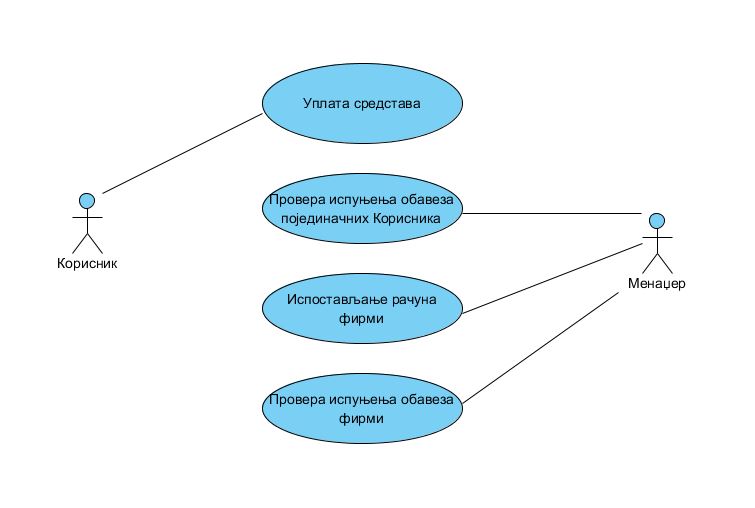 Уплата средстава
Провера испуњења обавеза
појединачних Корисника
Корисник
Менаџер
Испостављање рачуна
фирми
Провера испуњења обавеза
фирми